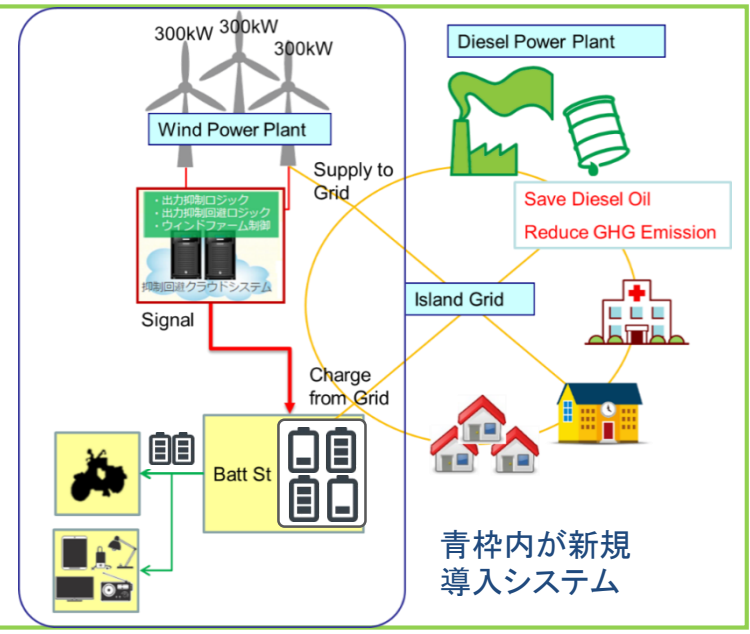 300kW
300kW
300kW
Wind Power Plant
Diesel Power Plant
Supply to
Grid
・出力抑制ロジック
・出力抑制回避ロジック
・ウィンドファーム制御
抑制回避クラウドシステム
Save Diesel Oil
Reduce GHG Emission
Signal
Island Grid
Charge
from Grid
Batt St
青枠内が新規
導入システム